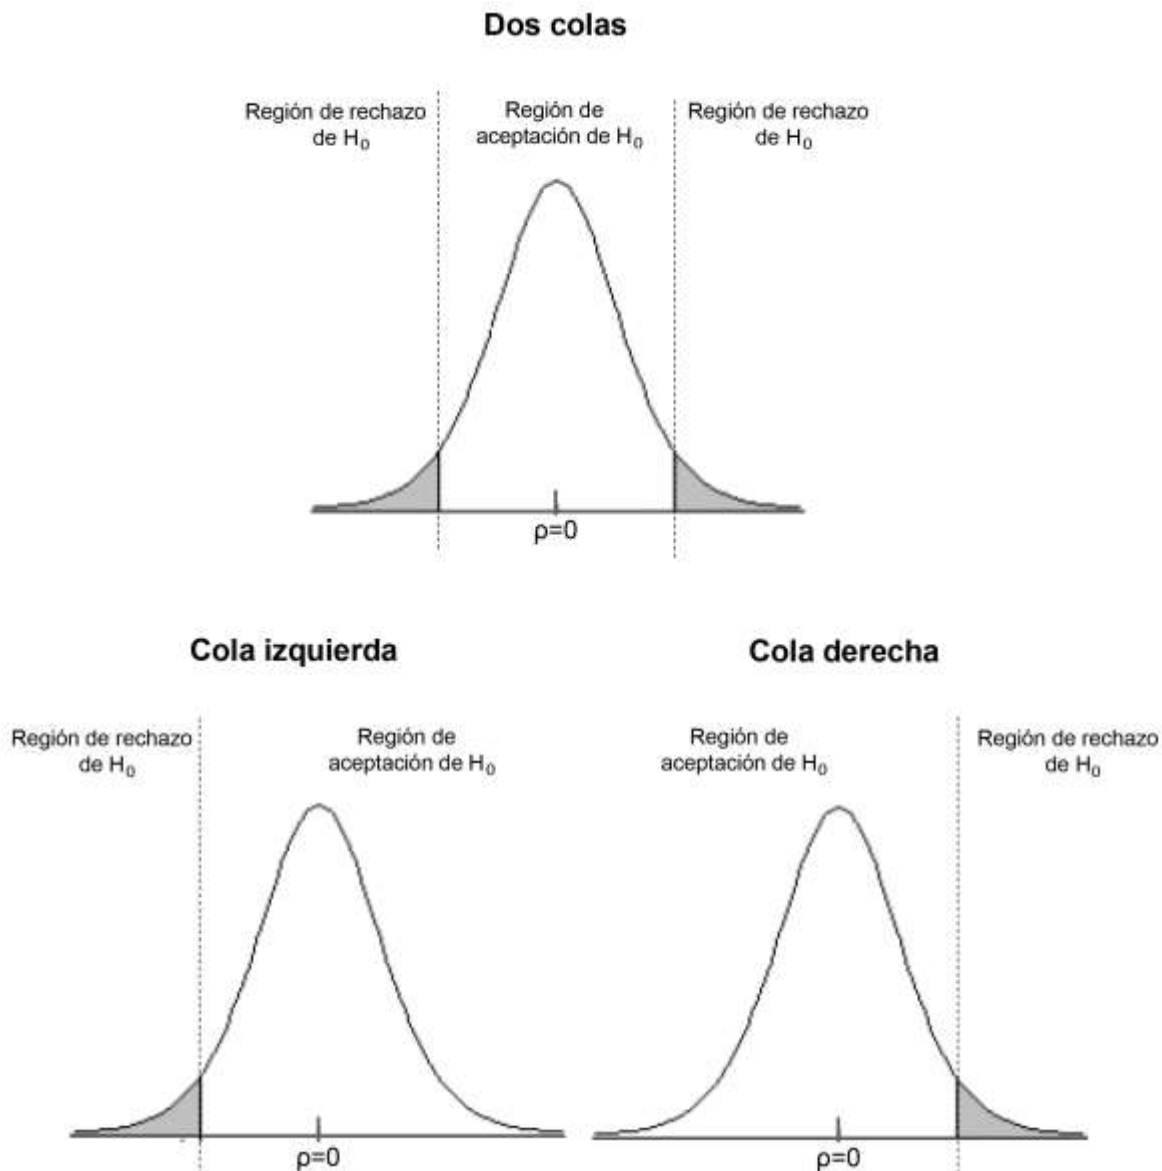 Dos colas
Región de rechazo
de H₀
Región de
aceptación de H₀
Región de rechazo
de H₀
ρ=0
Cola izquierda
Región de rechazo
de H₀
Región de
aceptación de H₀
ρ=0
Cola derecha
Región de
aceptación de H₀
Región de rechazo
de H₀
ρ=0